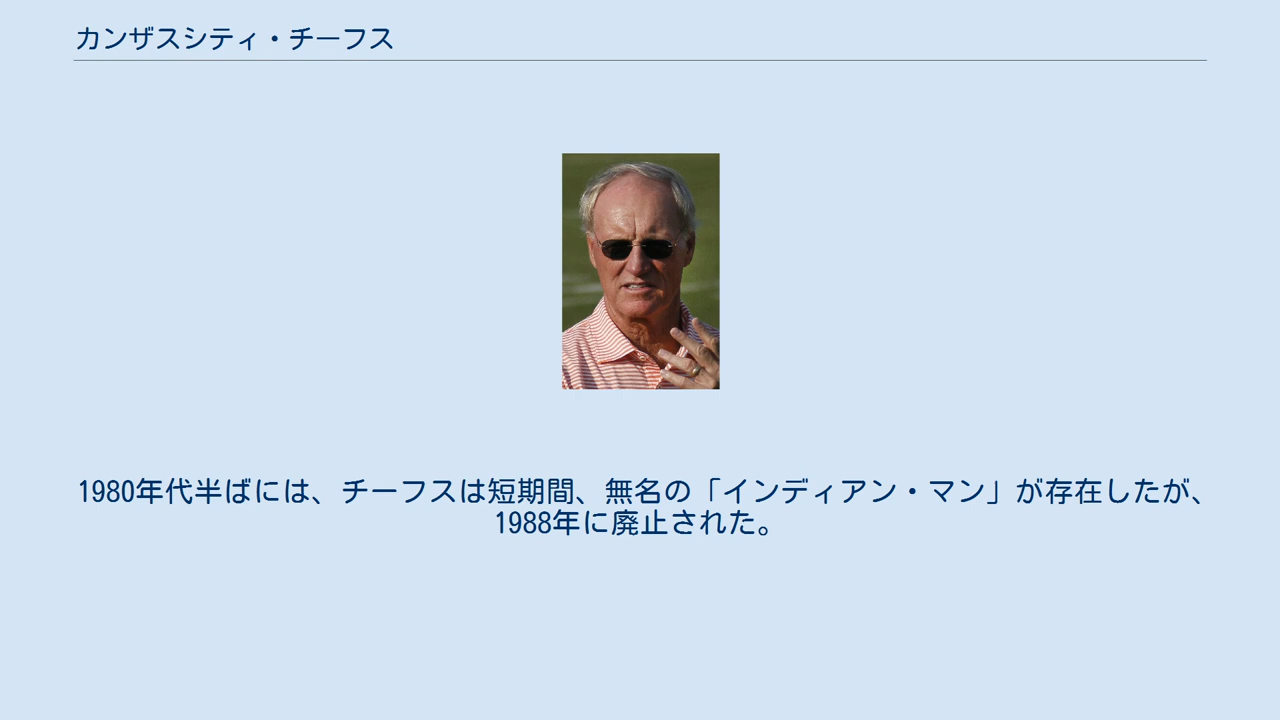 カンザスシティ・チーフス
1980年代半ばには、チーフスは短期間、無名の「インディアン・マン」が存在したが、
1988年に廃止された。